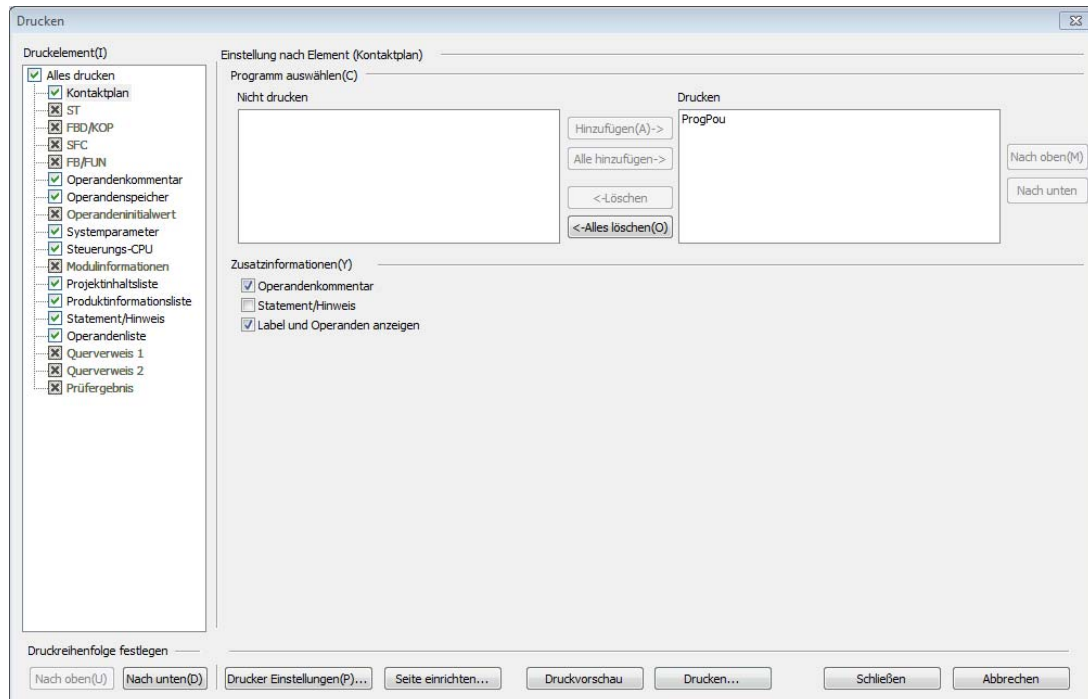 Drucken
Druckelement(I)
Alles drucken
Kontaktplan
ST
FBD/KOP
SFC
FB/FUN
Operandenkommentar
Operandenspeicher
Operandeninitialwert
Systemparameter
Steuerungs-CPU
Modulinformationen
Projektinhaltsliste
Produktinformationsliste
Statement/Hinweis
Operandenliste
Querverweis 1
Querverweis 2
Prüfergebnis
Einstellung nach Element (Kontaktplan)
Programm auswählen(C)
Nicht drucken
Hinzufügen(A)->
Alle hinzufügen->
<-Löschen
<-Alles löschen(O)
Drucken
ProgPou
Nach oben(M)
Nach unten
Zusatzinformationen(Y)
Operandenkommentar
Statement/Hinweis
Label und Operanden anzeigen
Druckreihenfolge festlegen
Nach oben(U) Nach unten(D) Drucker Einstellungen(P)... Seite einrichten... Druckvorschau Drucken... Schließen Abbrechen